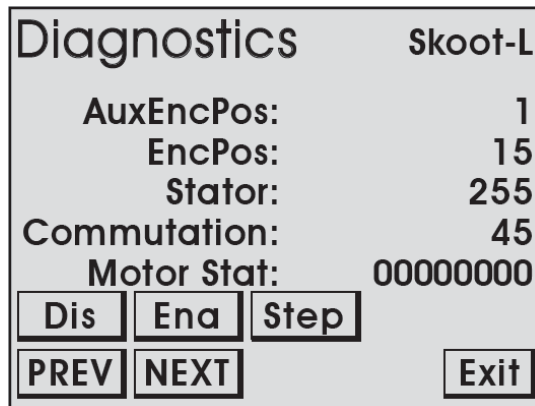 Diagnostics Skoot-L
AuxEncPos: 1
EncPos: 15
Stator: 255
Commutation: 45
Motor Stat: 00000000
Dis Ena Step
PREV NEXT Exit